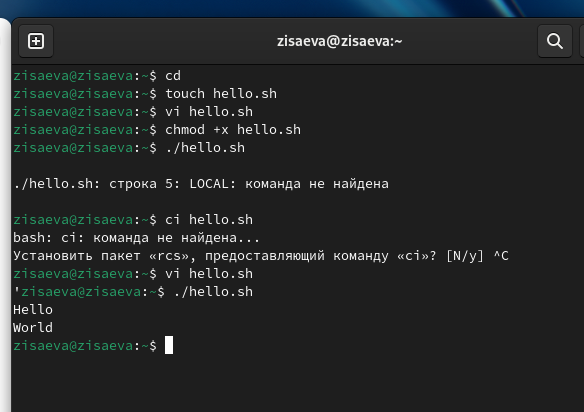 zisaeva@zisaeva:~
zisaeva@zisaeva:~$ cd
zisaeva@zisaeva:~$ touch hello.sh
zisaeva@zisaeva:~$ vi hello.sh
zisaeva@zisaeva:~$ chmod +x hello.sh
zisaeva@zisaeva:~$ ./hello.sh
./hello.sh: строка 5: LOCAL: команда не найдена
zisaeva@zisaeva:~$ ci hello.sh
bash: ci: команда не найдена...
Установить пакет «rcs», предоставляющий команду «ci»? [N/y] ^C
zisaeva@zisaeva:~$ vi hello.sh
'zisaeva@zisaeva:~$ ./hello.sh
Hello
World
zisaeva@zisaeva:~$